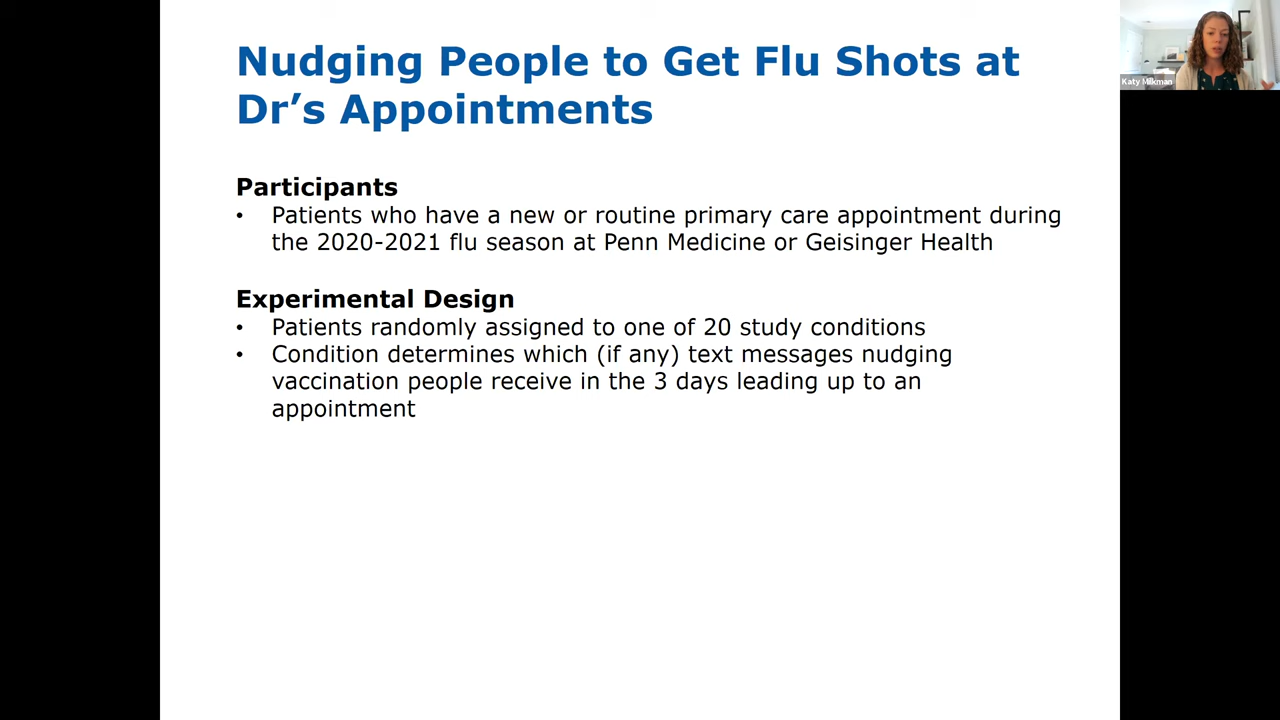 Nudging People to Get Flu Shots at
Dr’s Appointments
Katy Milkman
Participants
• Patients who have a new or routine primary care appointment during
the 2020-2021 flu season at Penn Medicine or Geisinger Health
Experimental Design
• Patients randomly assigned to one of 20 study conditions
• Condition determines which (if any) text messages nudging
vaccination people receive in the 3 days leading up to an
appointment